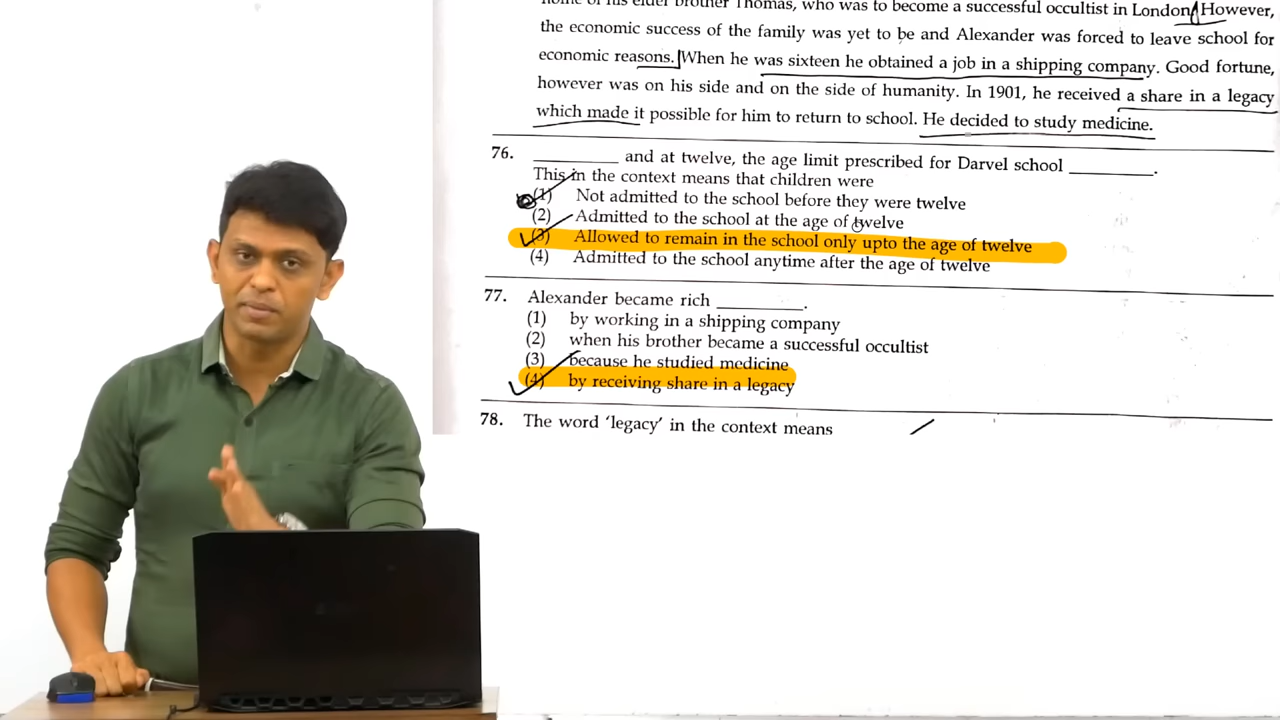 home of his elder brother Thomas, who was to become a successful occultist in London. However,
the economic success of the family was yet to be and Alexander was forced to leave school for
economic reasons. When he was sixteen he obtained a job in a shipping company. Good fortune,
however was on his side and on the side of humanity. In 1901, he received a share in a legacy
which made it possible for him to return to school. He decided to study medicine.
76. ________ and at twelve, the age limit prescribed for Darvel school ________.
This in the context means that children were
(1) Not admitted to the school before they were twelve
(2) Admitted to the school at the age of twelve
(3) Allowed to remain in the school only upto the age of twelve
(4) Admitted to the school anytime after the age of twelve
77. Alexander became rich ________.
(1) by working in a shipping company
(2) when his brother became a successful occultist
(3) because he studied medicine
(4) by receiving share in a legacy
78. The word 'legacy' in the context means